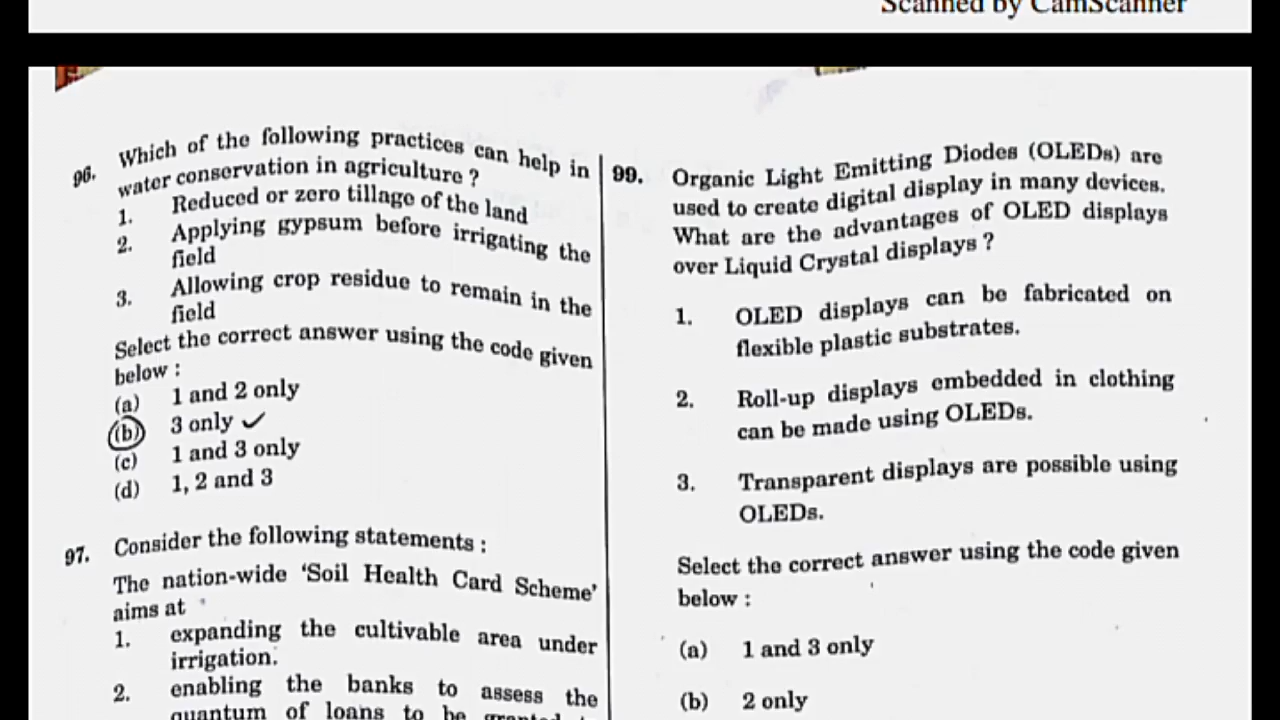 Scanned by CamScanner
96. Which of the following practices can help in
water conservation in agriculture ?
1. Reduced or zero tillage of the land
2. Applying gypsum before irrigating the
field
3. Allowing crop residue to remain in the
field
Select the correct answer using the code given
below :
(a) 1 and 2 only
(b) 3 only ✓
(c) 1 and 3 only
(d) 1, 2 and 3
97. Consider the following statements :
The nation-wide ‘Soil Health Card Scheme’
aims at
1. expanding the cultivable area under
irrigation.
2. enabling the banks to assess the
quantum of loans to be
99. Organic Light Emitting Diodes (OLEDs) are
used to create digital display in many devices.
What are the advantages of OLED displays
over Liquid Crystal displays ?
1. OLED displays can be fabricated on
flexible plastic substrates.
2. Roll-up displays embedded in clothing
can be made using OLEDs.
3. Transparent displays are possible using
OLEDs.
Select the correct answer using the code given
below :
(a) 1 and 3 only
(b) 2 only